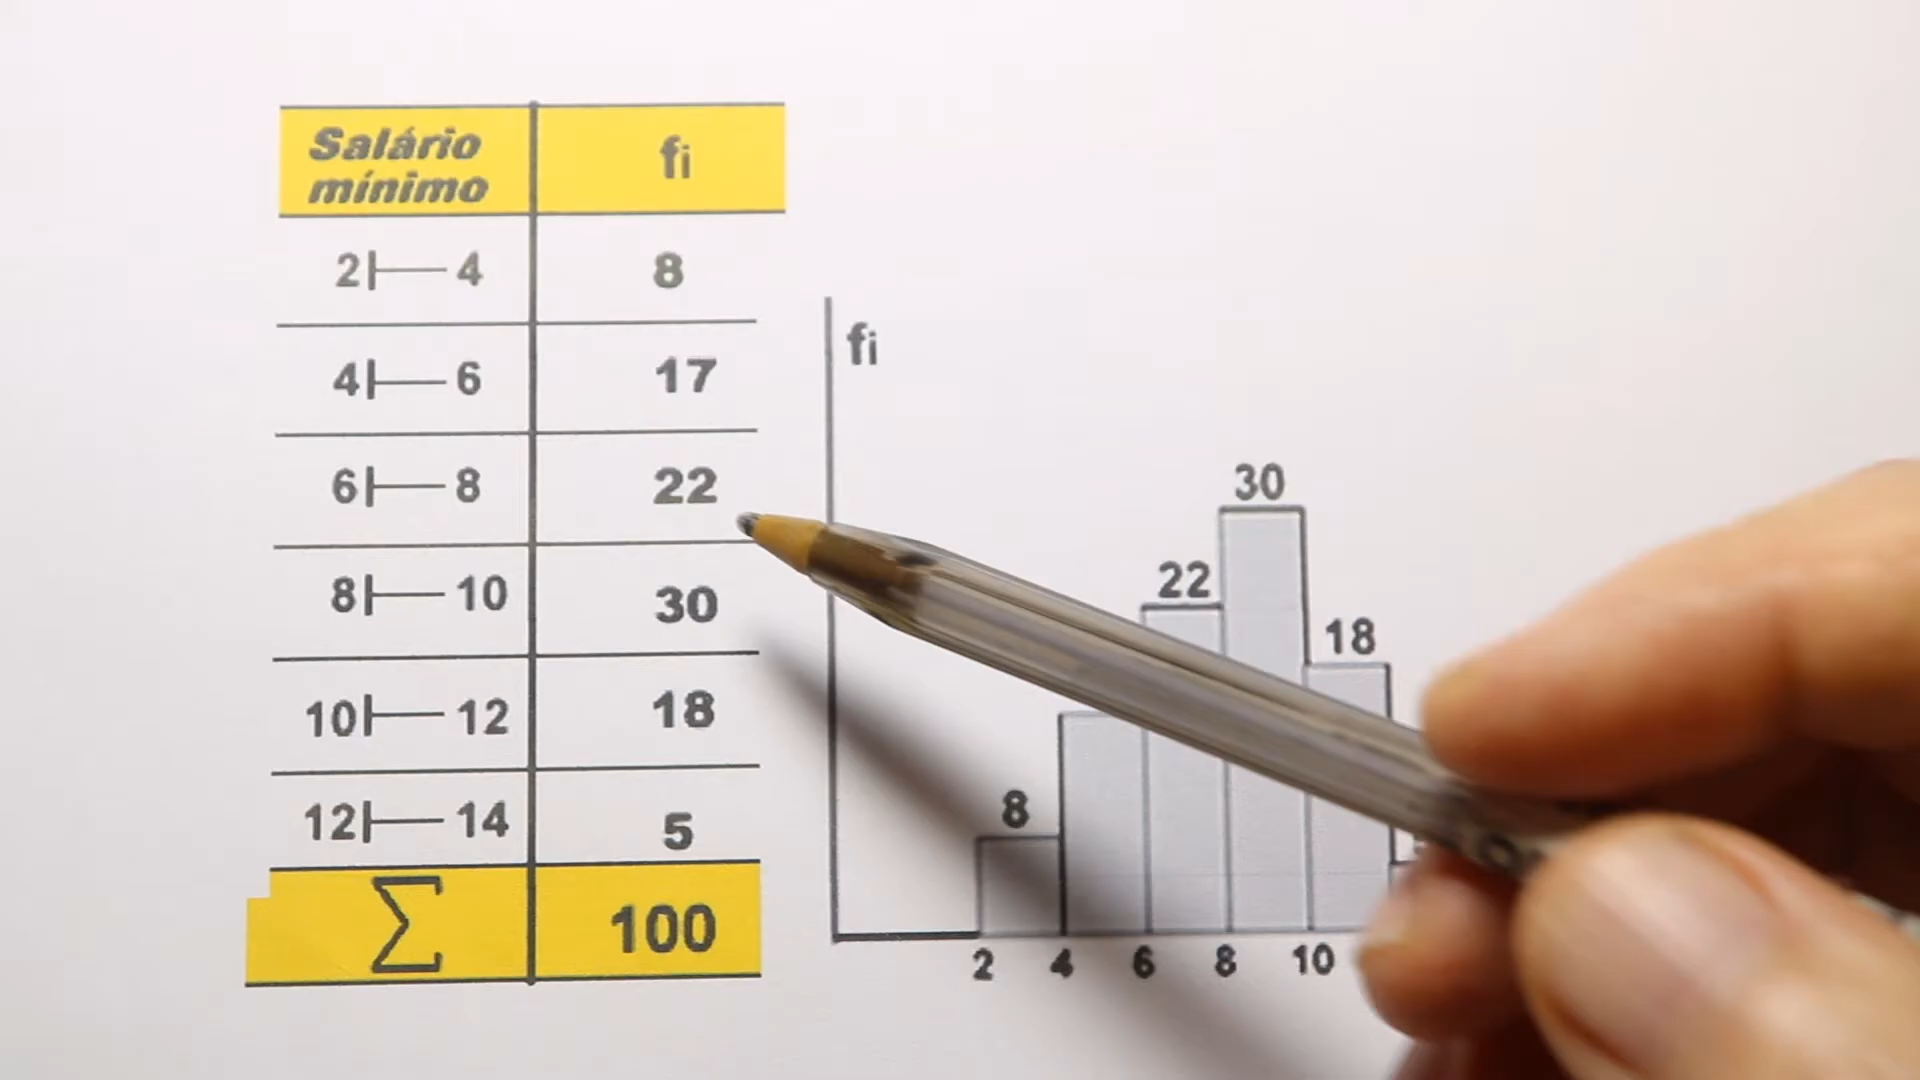 Salário
mínimo
fi
2 |— 4
8
4 |— 6
17
6 |— 8
22
8 |— 10
30
10 |— 12
18
12 |— 14
5
Σ
100
fi
30
22
18
8
2 4 6 8 10